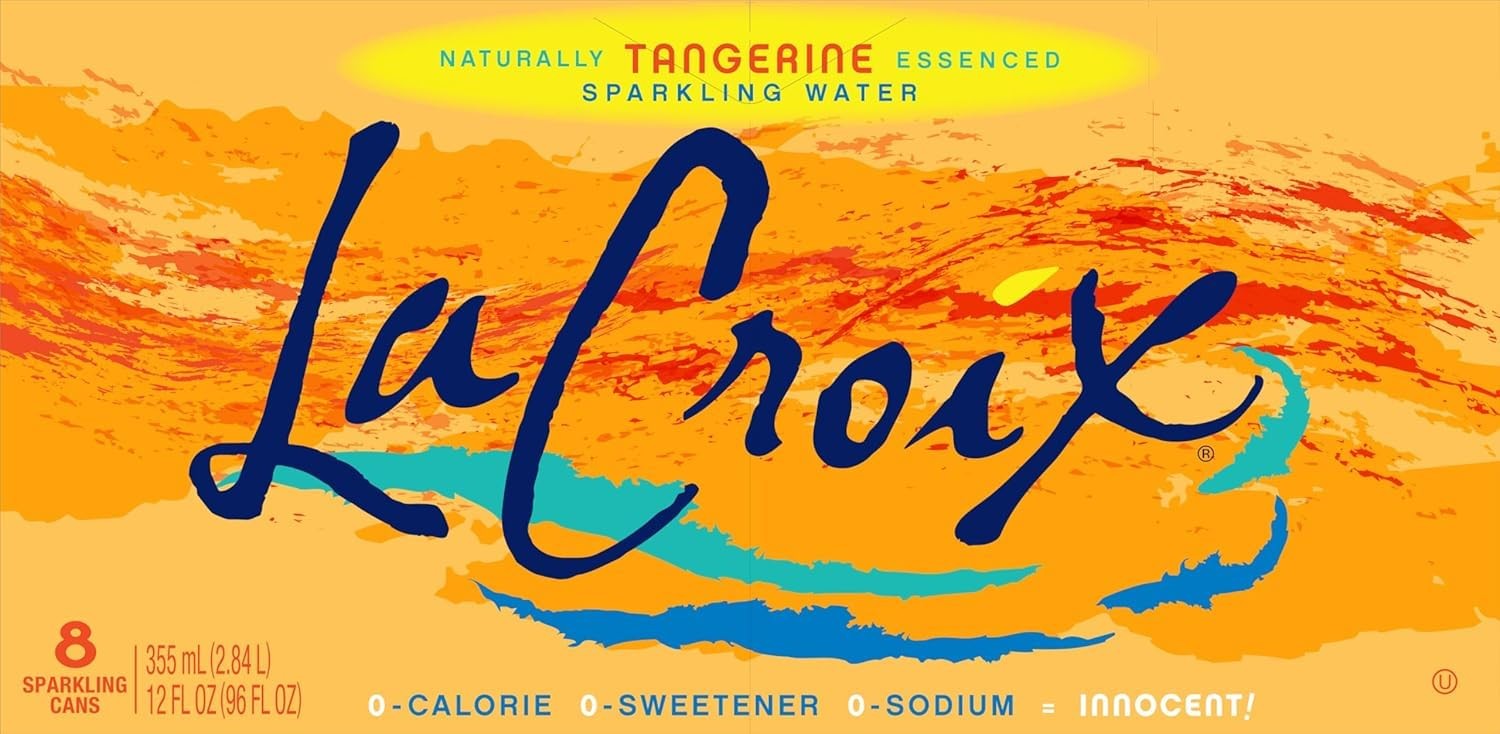 NATURALLY TANGERINE ESSENCED
SPARKLING WATER
LaCroix®
8
SPARKLING
CANS
355 mL (2.84 L)
12 FL OZ (96 FL OZ)
0-CALORIE 0-SWEETENER 0-SODIUM = INNOCENT!
U